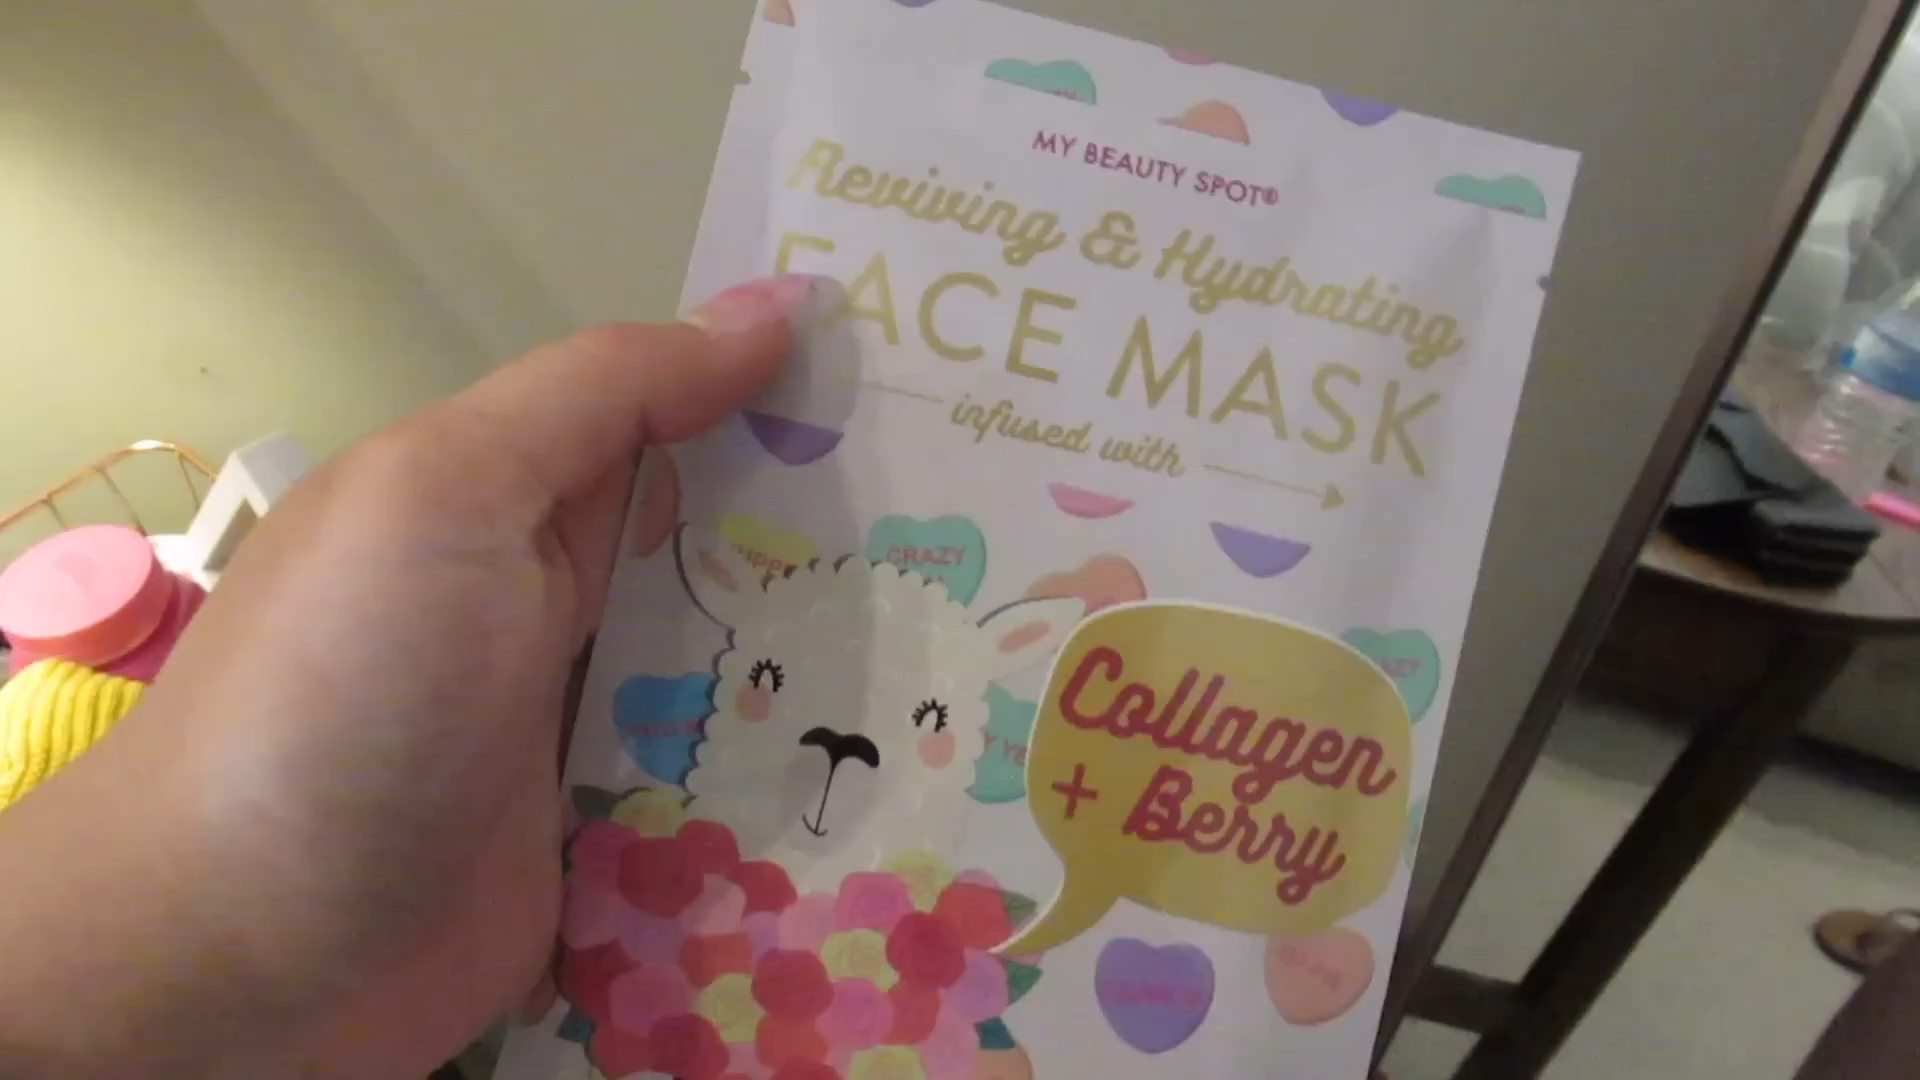 MY BEAUTY SPOT®
Reviving & Hydrating
FACE MASK
infused with
CRAZY
Collagen
+ Berry